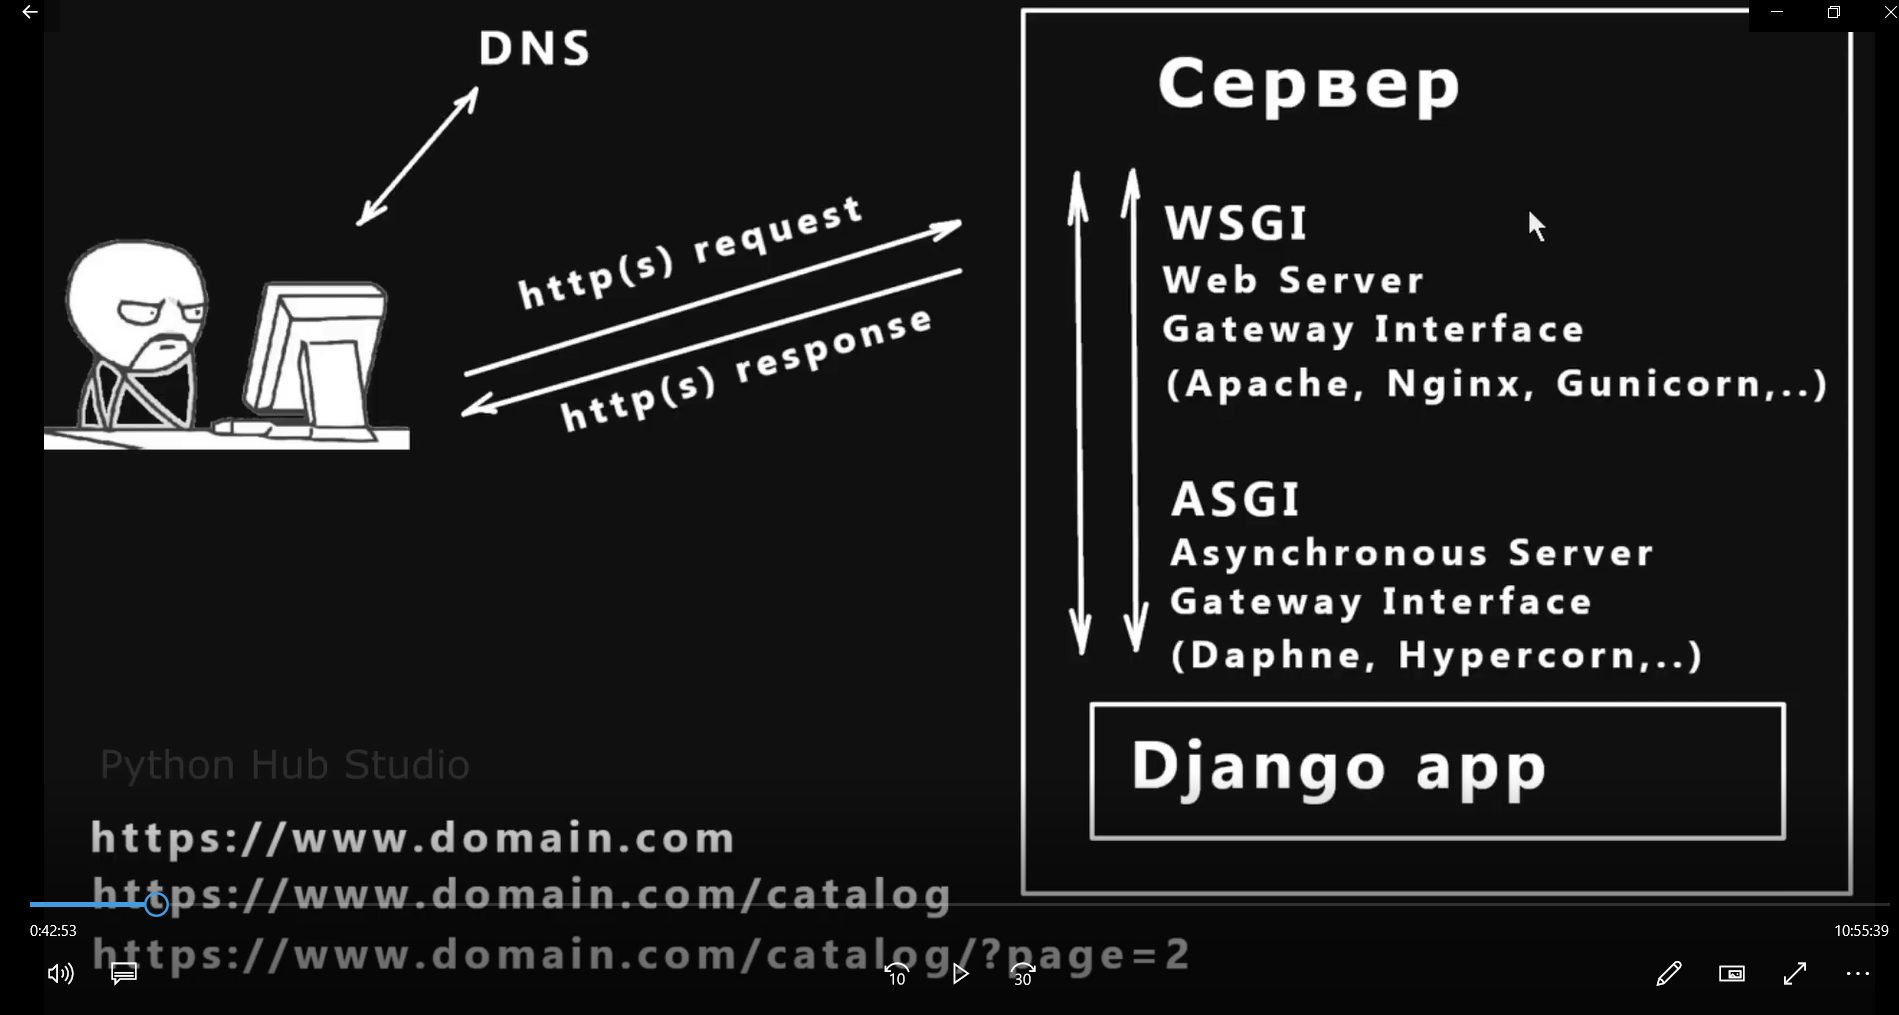 DNS
http(s) request
http(s) response
Сервер
WSGI
Web Server
Gateway Interface
(Apache, Nginx, Gunicorn,..)
ASGI
Asynchronous Server
Gateway Interface
(Daphne, Hypercorn,..)
Django app
Python Hub Studio
https://www.domain.com
https://www.domain.com/catalog
https://www.domain.com/catalog/?page=2
0:42:53
10:55:39
10
30